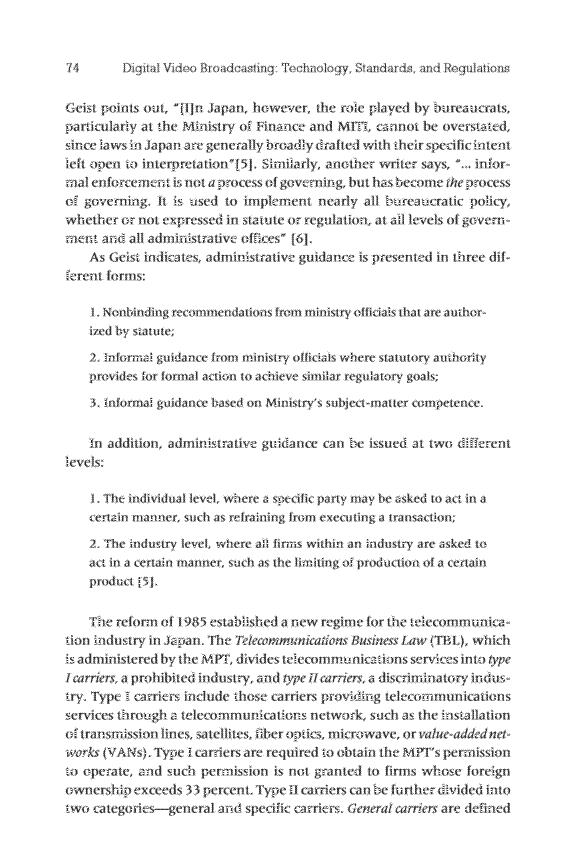 74 Digital Video Broadcasting: Technology, Standards, and Regulations
Geist points out, "[I]n Japan, however, the role played by bureaucrats,
particularly at the Ministry of Finance and MITI, cannot be overstated,
since laws in Japan are generally broadly drafted with their specific intent
left open to interpretation"[5]. Similarly, another writer says, "... infor-
mal enforcement is not a process of governing, but has become the process
of governing. It is used to implement nearly all bureaucratic policy,
whether or not expressed in statute or regulation, at all levels of govern-
ment and all administrative offices" [6].
As Geist indicates, administrative guidance is presented in three dif-
ferent forms:
1. Nonbinding recommendations from ministry officials that are author-
ized by statute;
2. Informal guidance from ministry officials where statutory authority
provides for formal action to achieve similar regulatory goals;
3. Informal guidance based on Ministry's subject-matter competence.
In addition, administrative guidance can be issued at two different
levels:
1. The individual level, where a specific party may be asked to act in a
certain manner, such as refraining from executing a transaction;
2. The industry level, where all firms within an industry are asked to
act in a certain manner, such as the limiting of production of a certain
product [5].
The reform of 1985 established a new regime for the telecommunica-
tion industry in Japan. The Telecommunications Business Law (TBL), which
is administered by the MPT, divides telecommunications services into type
I carriers, a prohibited industry, and type II carriers, a discriminatory indus-
try. Type I carriers include those carriers providing telecommunications
services through a telecommunications network, such as the installation
of transmission lines, satellites, fiber optics, microwave, or value-added net-
works (VANs). Type I carriers are required to obtain the MPT's permission
to operate, and such permission is not granted to firms whose foreign
ownership exceeds 33 percent. Type II carriers can be further divided into
two categories—general and specific carriers. General carriers are defined